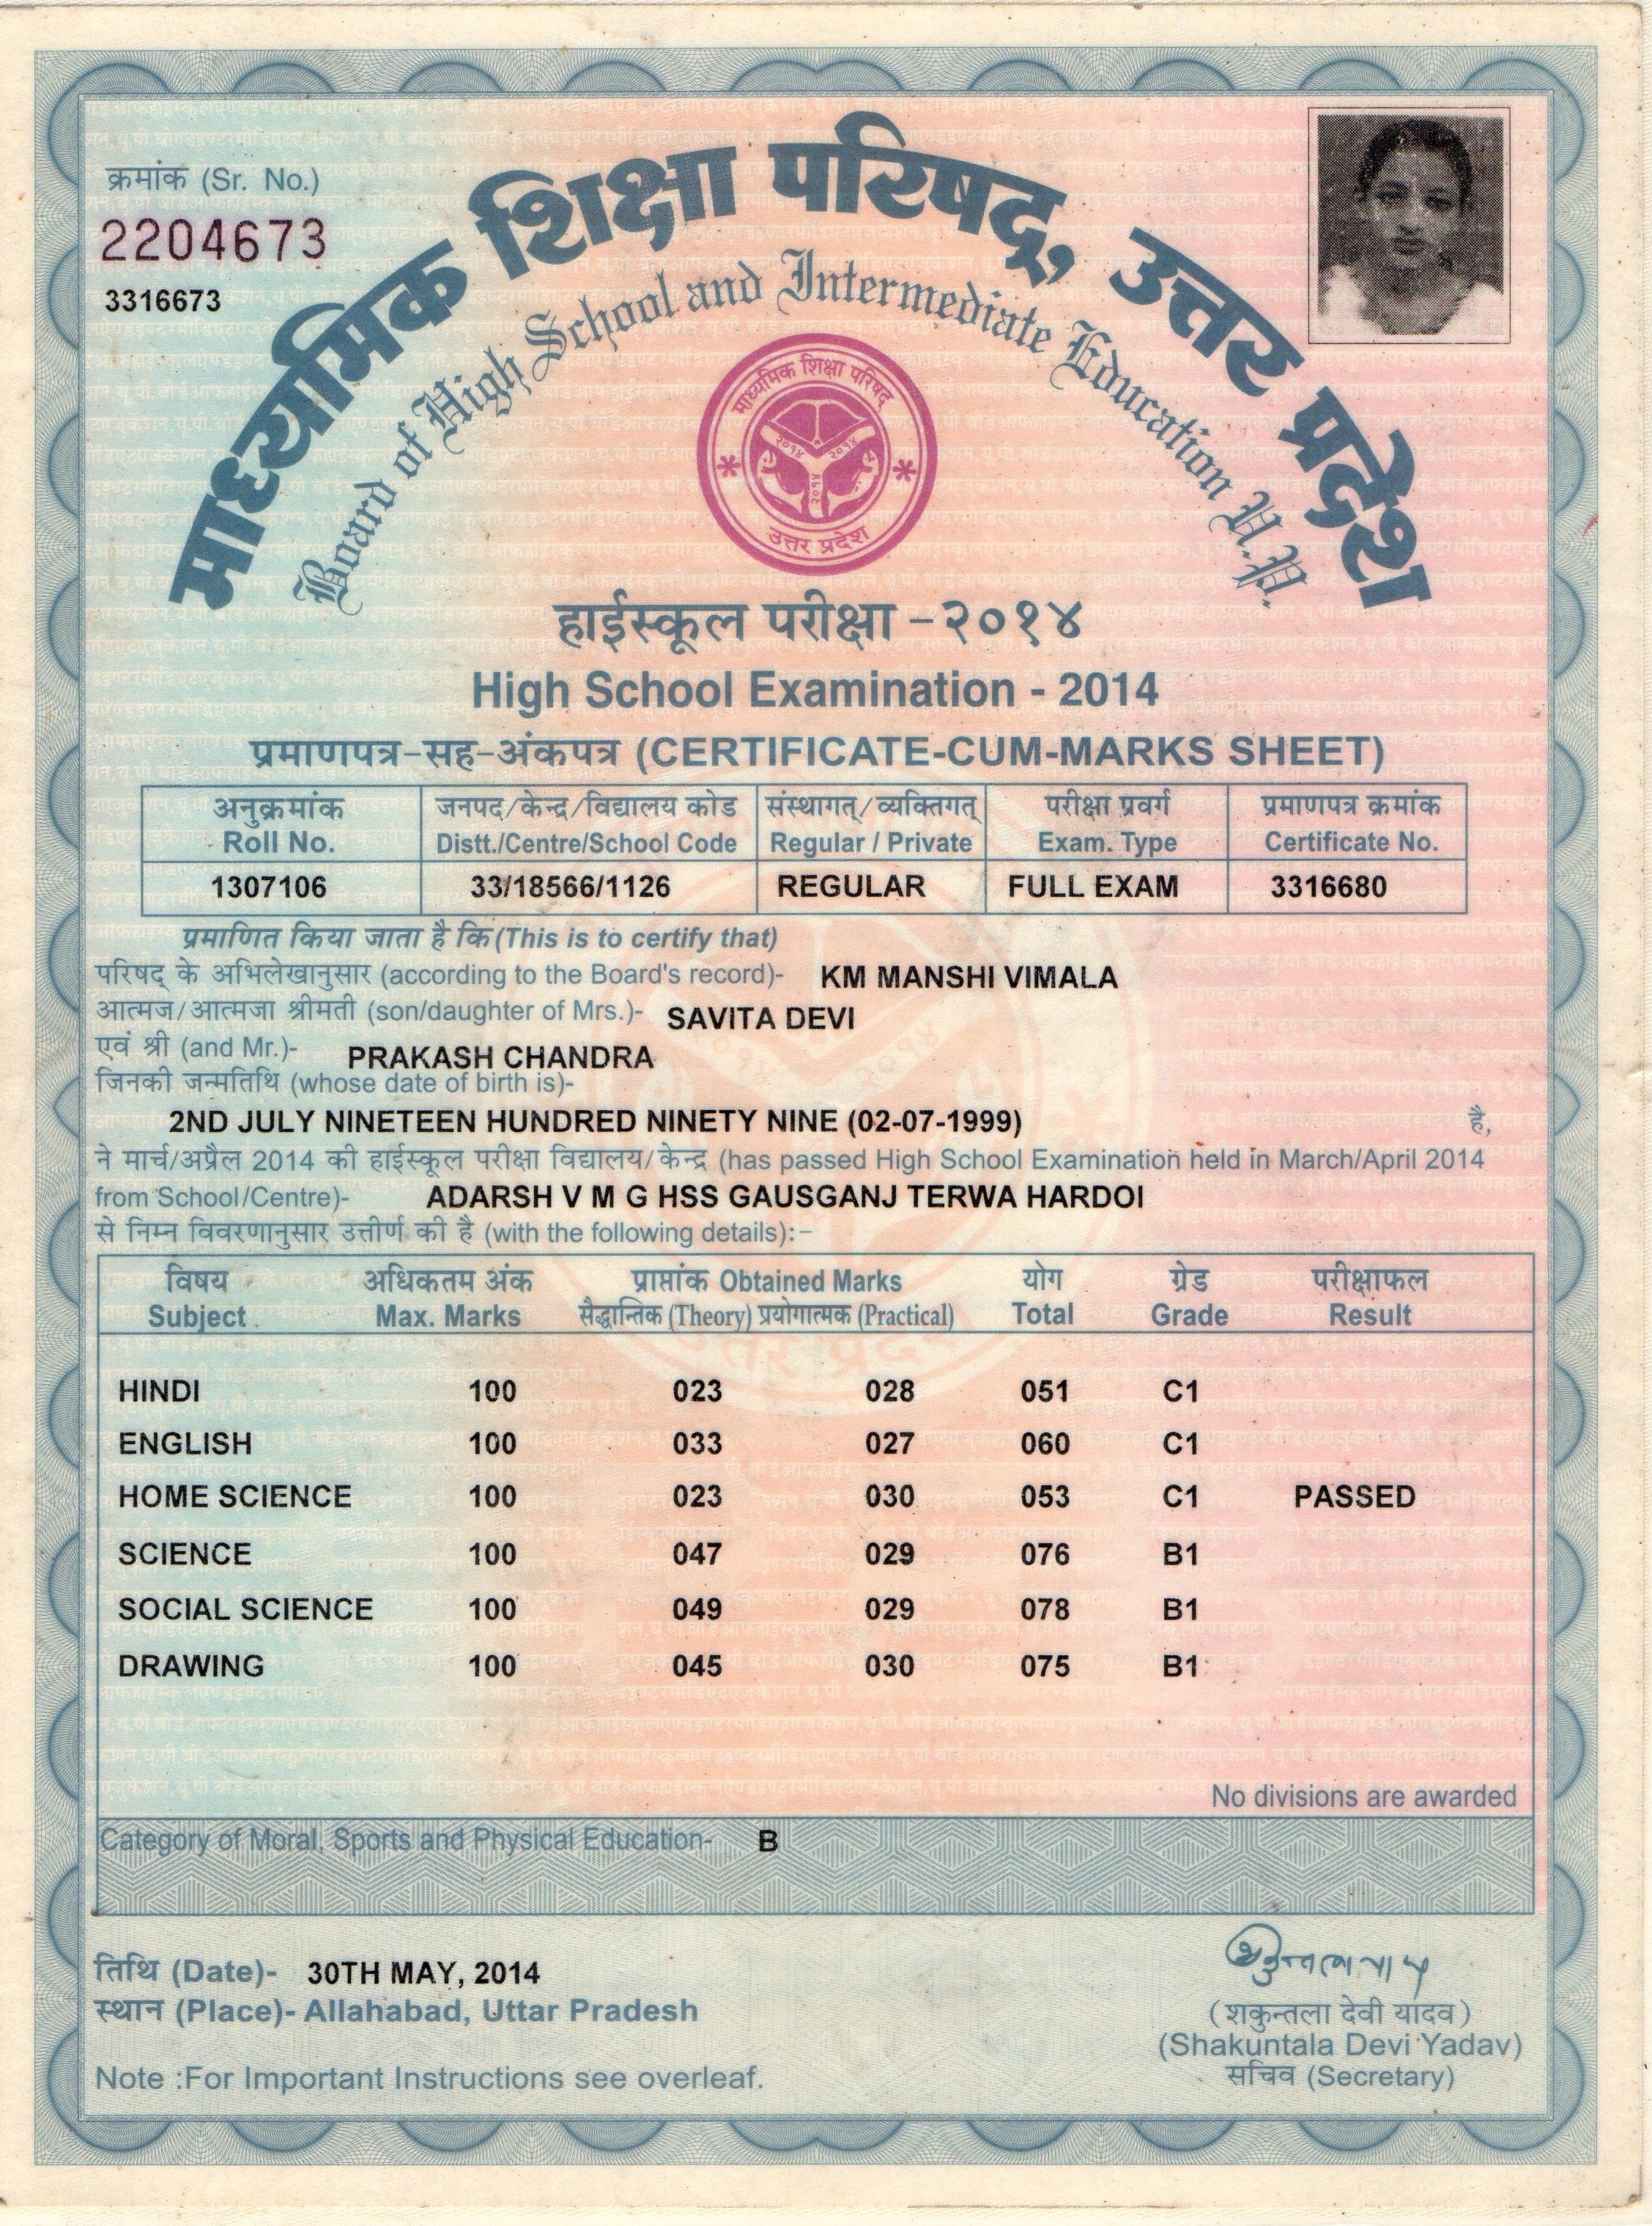 क्रमांक (Sr. No.)
2204673
3316673
माध्यमिक शिक्षा परिषद्, उत्तर प्रदेश
Board of High School and Intermediate Education U.P.
माध्यमिक शिक्षा परिषद्
२०१४ २०१४
२०१४
उत्तर प्रदेश
हाईस्कूल परीक्षा - २०१४
High School Examination - 2014
प्रमाणपत्र-सह-अंकपत्र (CERTIFICATE-CUM-MARKS SHEET)
अनुक्रमांक जनपद/केन्द्र/विद्यालय कोड संस्थागत्/व्यक्तिगत् परीक्षा प्रवर्ग प्रमाणपत्र क्रमांक
Roll No. Distt./Centre/School Code Regular / Private Exam. Type Certificate No.
1307106 33/18566/1126 REGULAR FULL EXAM 3316680
प्रमाणित किया जाता है कि (This is to certify that)
परिषद् के अभिलेखानुसार (according to the Board's record)- KM MANSHI VIMALA
आत्मज/आत्मजा श्रीमती (son/daughter of Mrs.)- SAVITA DEVI
एवं श्री (and Mr.)- PRAKASH CHANDRA
जिनकी जन्मतिथि (whose date of birth is)-
2ND JULY NINETEEN HUNDRED NINETY NINE (02-07-1999) है,
ने मार्च/अप्रैल 2014 की हाईस्कूल परीक्षा विद्यालय/केन्द्र (has passed High School Examination held in March/April 2014
from School/Centre)- ADARSH V M G HSS GAUSGANJ TERWA HARDOI
से निम्न विवरणानुसार उत्तीर्ण की है (with the following details):-
विषय अधिकतम अंक प्राप्तांक Obtained Marks योग ग्रेड परीक्षाफल
Subject Max. Marks सैद्धान्तिक (Theory) प्रयोगात्मक (Practical) Total Grade Result
HINDI 100 023 028 051 C1
ENGLISH 100 033 027 060 C1
HOME SCIENCE 100 023 030 053 C1 PASSED
SCIENCE 100 047 029 076 B1
SOCIAL SCIENCE 100 049 029 078 B1
DRAWING 100 045 030 075 B1
No divisions are awarded
Category of Moral, Sports and Physical Education- B
तिथि (Date)- 30TH MAY, 2014
स्थान (Place)- Allahabad, Uttar Pradesh
(शकुन्तला देवी यादव)
(Shakuntala Devi Yadav)
सचिव (Secretary)
Note :For Important Instructions see overleaf.